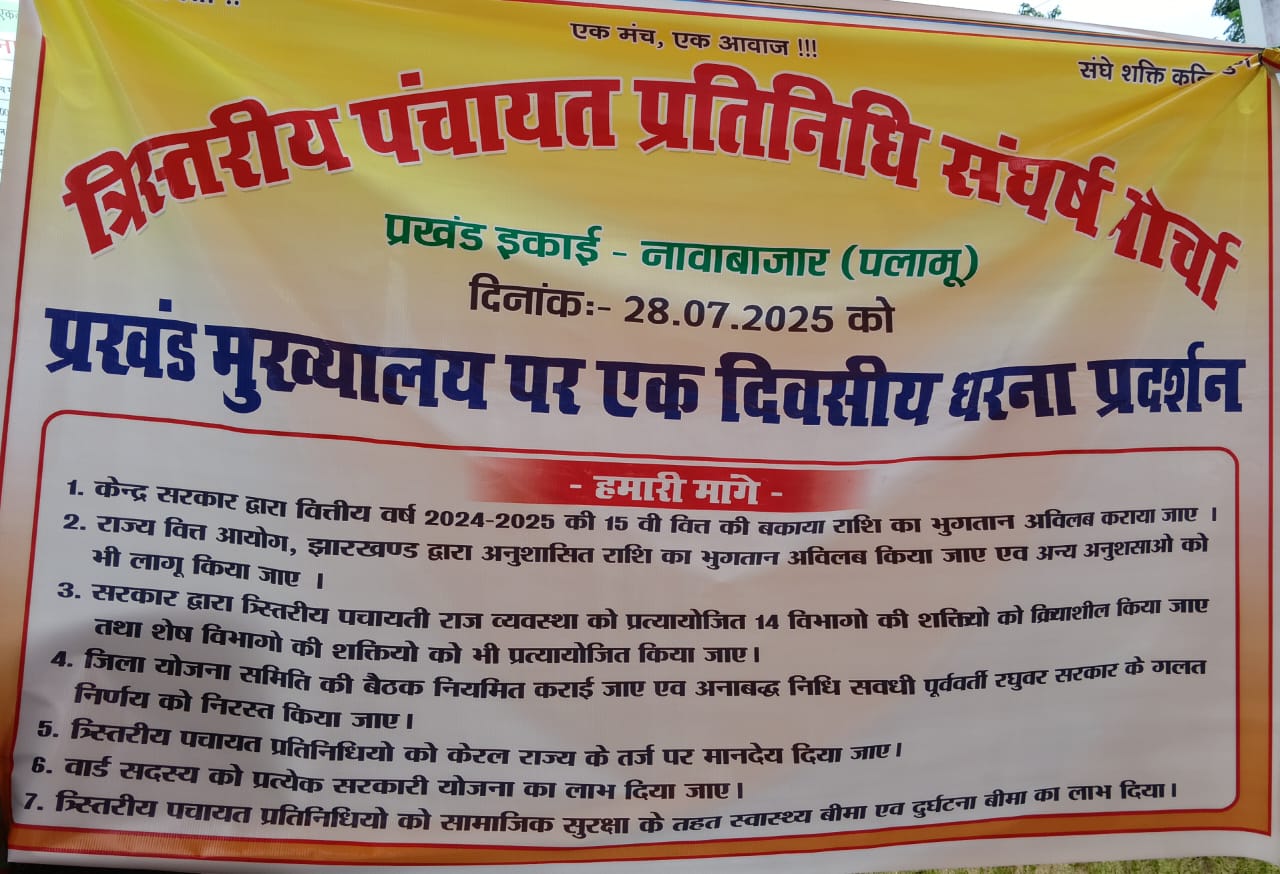 एक मंच, एक आवाज !!!
संघे शक्ति
त्रिस्तरीय पंचायत प्रतिनिधि संघर्ष मोर्चा
प्रखंड इकाई - नावाबाजार (पलामू)
दिनांकः- 28.07.2025 को
प्रखंड मुख्यालय पर एक दिवसीय धरना प्रदर्शन
- हमारी मागे -
1. केन्द्र सरकार द्वारा वित्तीय वर्ष 2024-2025 की 15 वी वित्त की बकाया राशि का भुगतान अविलब कराया जाए ।
2. राज्य वित्त आयोग, झारखण्ड द्वारा अनुशासित राशि का भुगतान अविलब किया जाए एव अन्य अनुशसाओ को
भी लागू किया जाए ।
3. सरकार द्वारा त्रिस्तरीय पचायती राज व्यवस्था को प्रत्यायोजित 14 विभागो की शक्तियो को क्रियाशील किया जाए
तथा शेष विभागो की शक्तियो को भी प्रत्यायोजित किया जाए।
4. जिला योजना समिति की बैठक नियमित कराई जाए एव अनाबद्ध निधि सवधी पूर्ववर्ती रघुवर सरकार के गलत
निर्णय को निरस्त किया जाए।
5. त्रिस्तरीय पचायत प्रतिनिधियो को केरल राज्य के तर्ज पर मानदेय दिया जाए।
6. वार्ड सदस्य को प्रत्येक सरकारी योजना का लाभ दिया जाए।
7. त्रिस्तरीय पचायत प्रतिनिधियो को सामाजिक सुरक्षा के तहत स्वास्थ्य बीमा एव दुर्घटना बीमा का लाभ दिया।